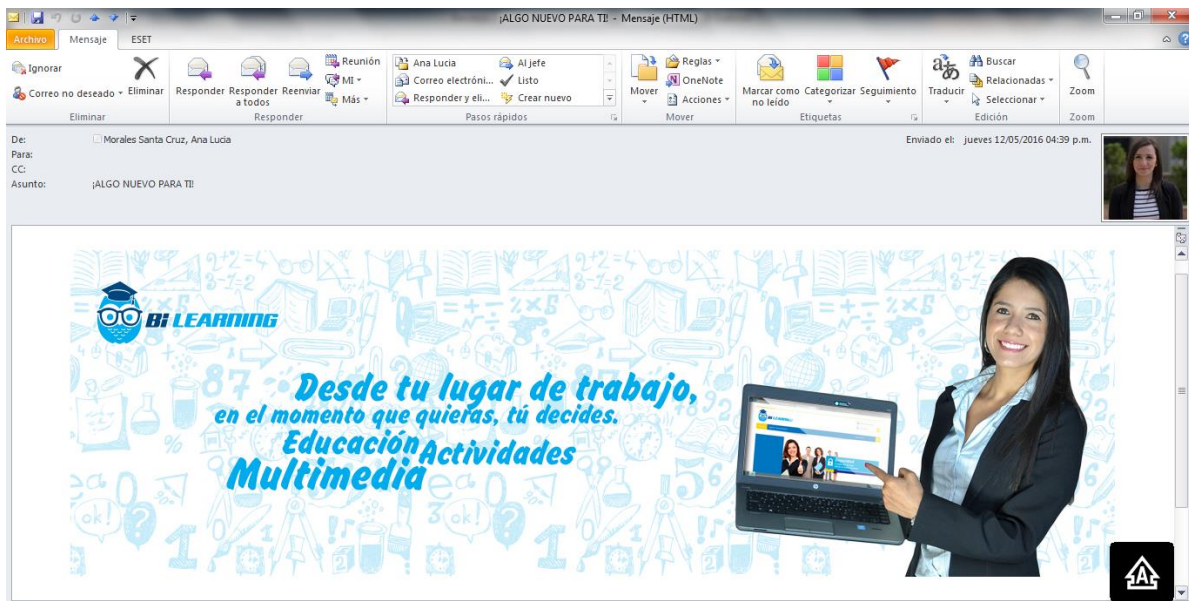 ¡ALGO NUEVO PARA TI! - Mensaje (HTML)
Archivo Mensaje ESET
Ignorar
Correo no deseado
Eliminar
Responder
Responder a todos
Reenviar
Reunión
MI
Más
Ana Lucia
Correo electróni...
Responder y eli...
Al jefe
Listo
Crear nuevo
Mover
Reglas
OneNote
Acciones
Marcar como no leído
Categorizar
Seguimiento
Traducir
Buscar
Relacionadas
Seleccionar
Zoom
Eliminar Responder Pasos rápidos Mover Etiquetas Edición Zoom
De: Morales Santa Cruz, Ana Lucia
Enviado el: jueves 12/05/2016 04:39 p.m.
Para:
CC:
Asunto: ¡ALGO NUEVO PARA TI!
Bi LEARNING
Desde tu lugar de trabajo,
en el momento que quieras, tú decides.
Educación Actividades
Multimedia